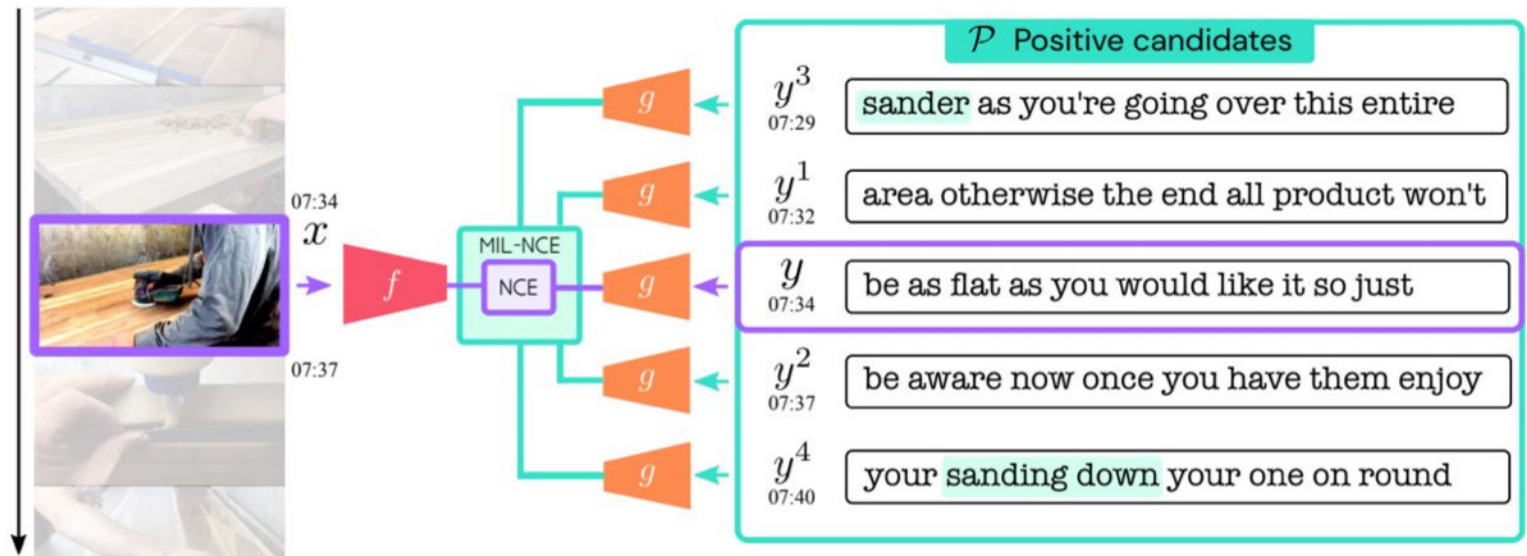 𝒫 Positive candidates
y³
07:29
sander as you're going over this entire
y¹
07:32
area otherwise the end all product won't
07:34
x
y
07:34
be as flat as you would like it so just
07:37
y²
07:37
be aware now once you have them enjoy
y⁴
07:40
your sanding down your one on round
f
MIL-NCE
NCE
g
g
g
g
g